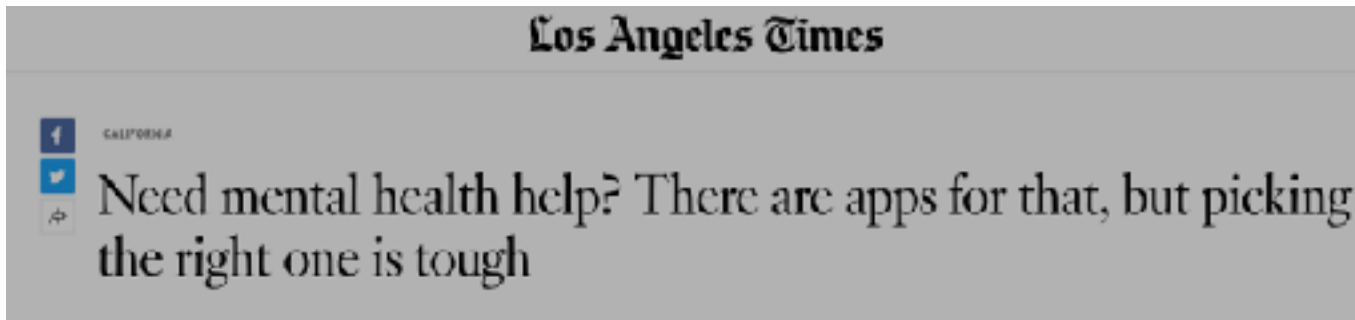 Los Angeles Times
CALIFORNIA
Need mental health help? There are apps for that, but picking
the right one is tough